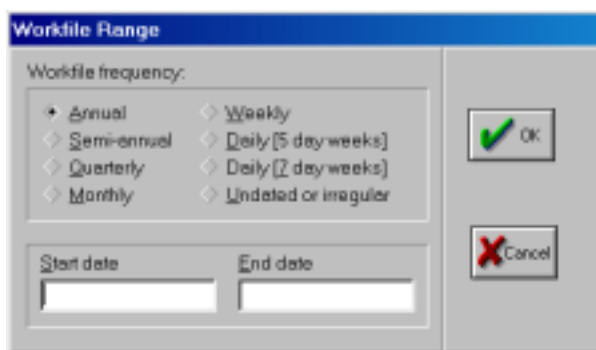 Workfile Range
Workfile frequency:
Annual
Semi-annual
Quarterly
Monthly
Weekly
Daily [5 day weeks]
Daily [7 day weeks]
Undated or irregular
Start date
End date
OK
Cancel